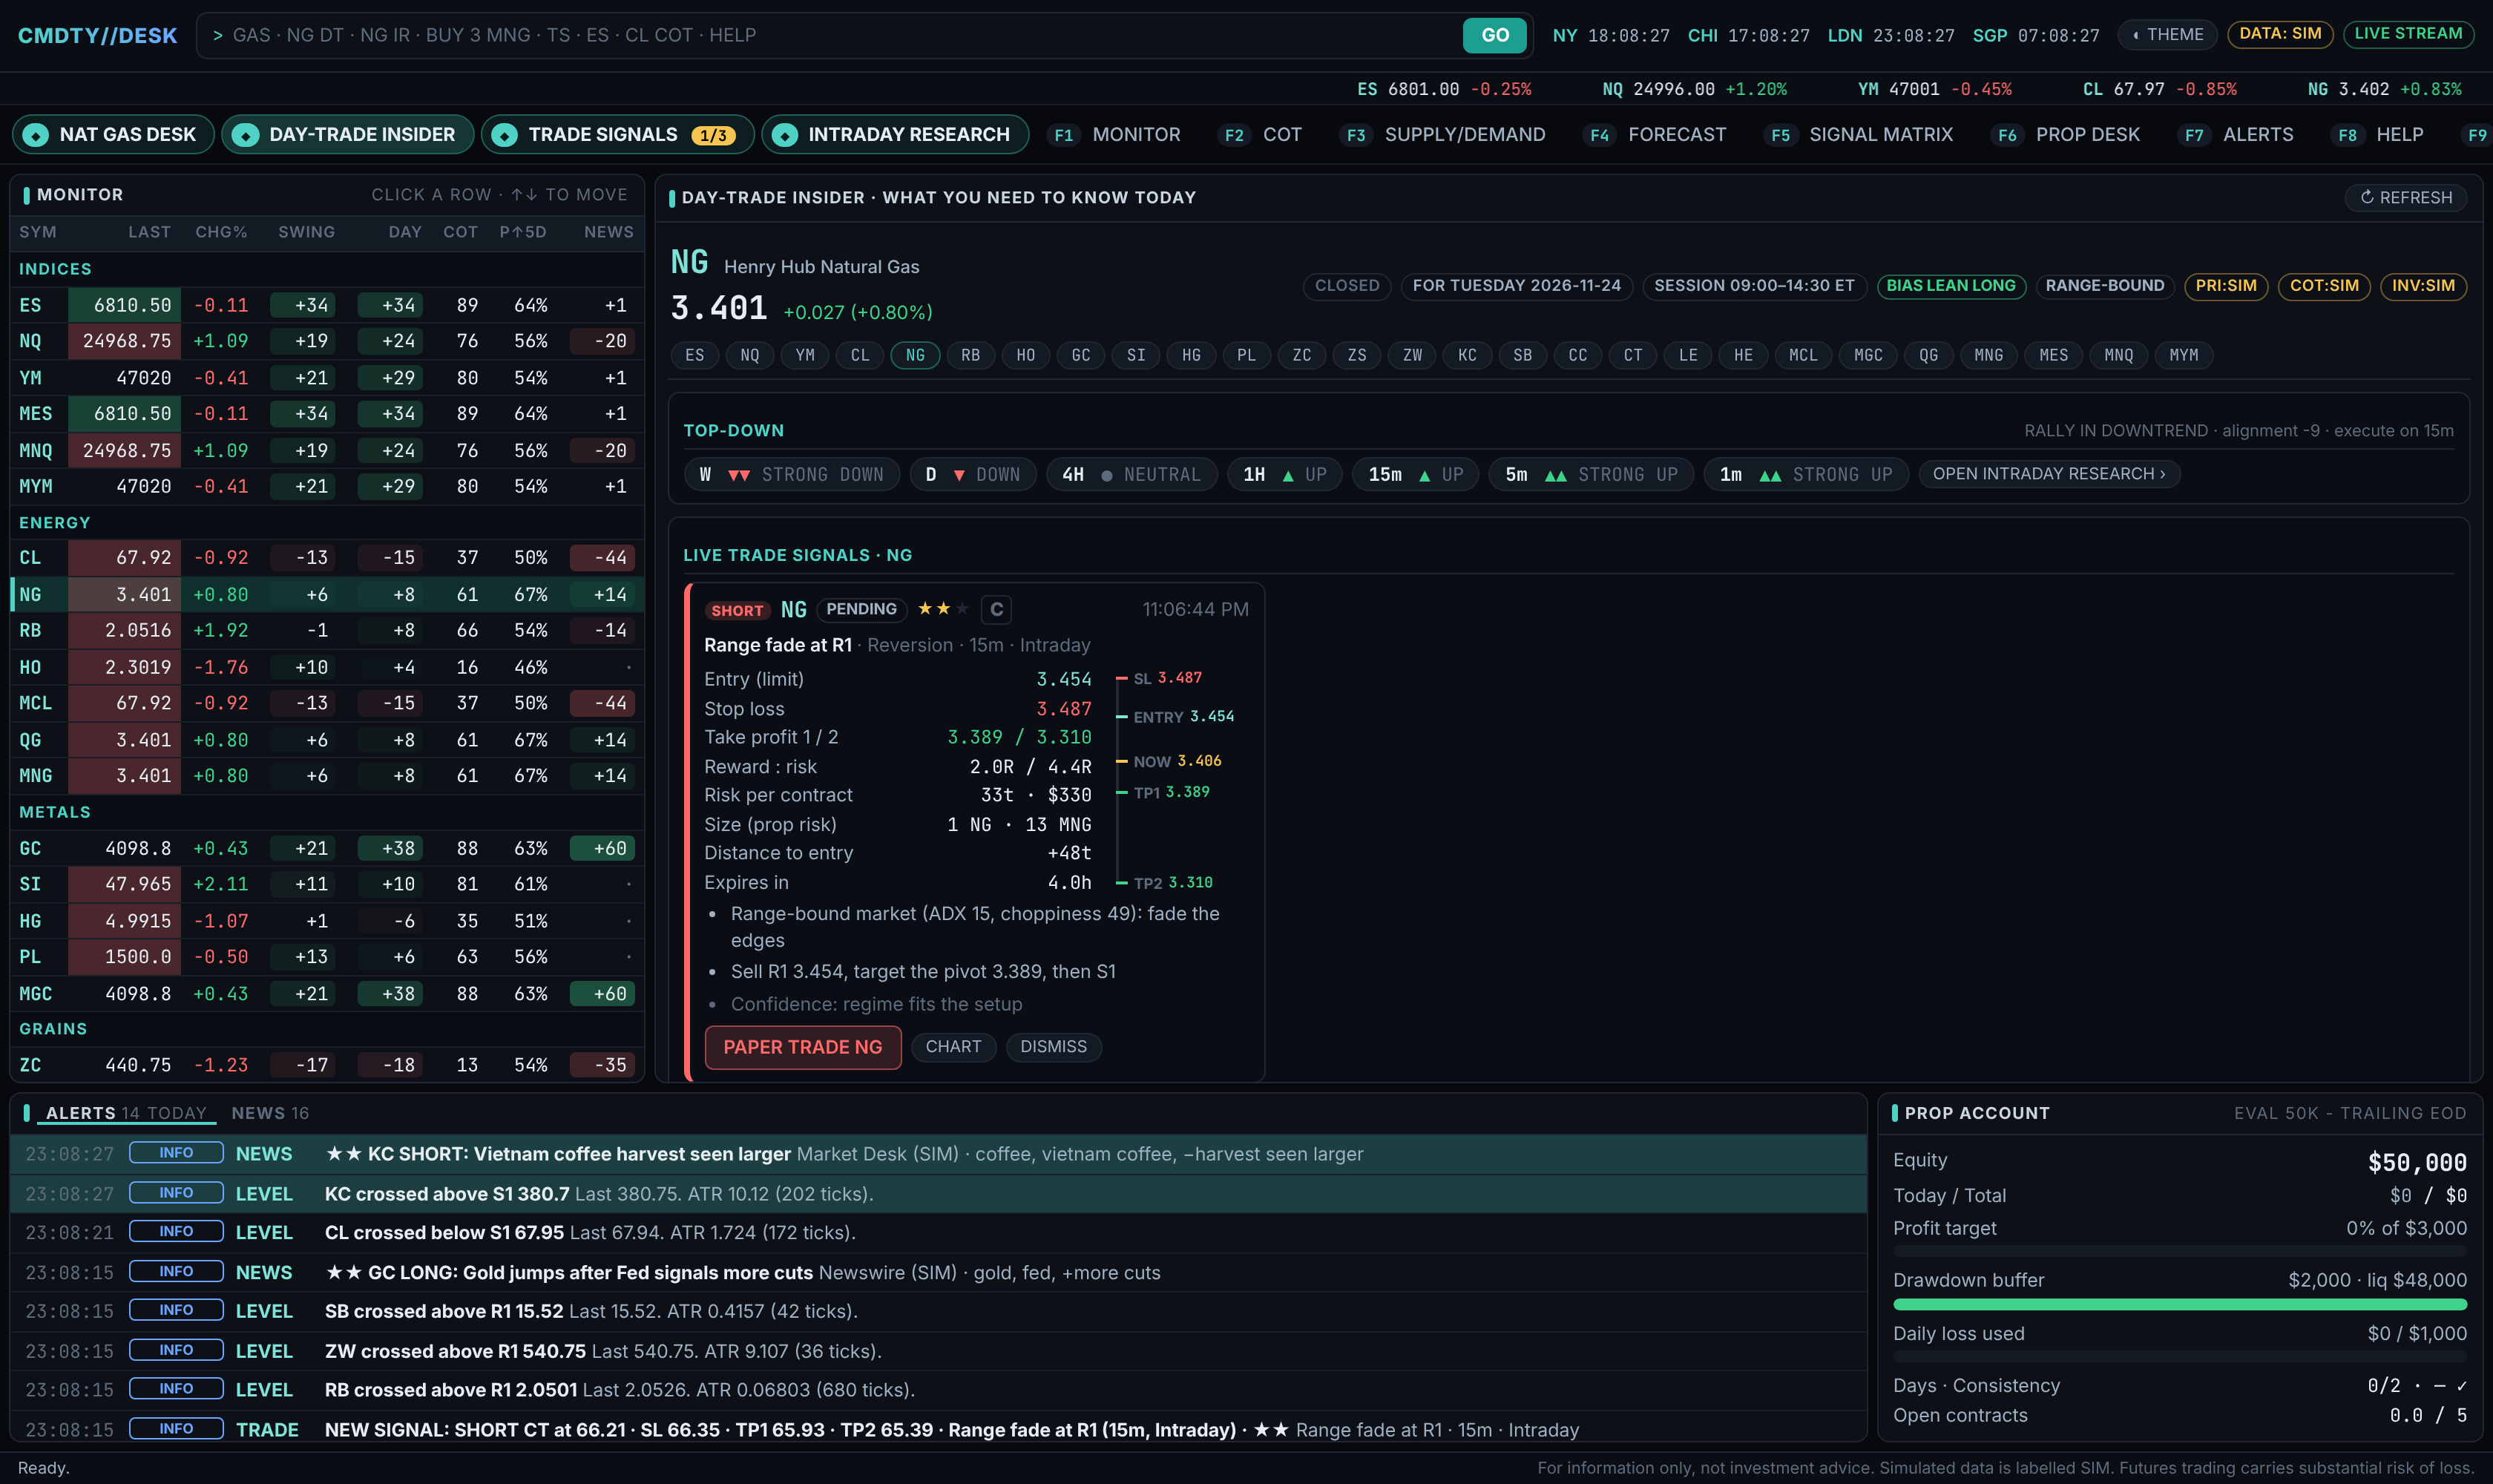 CMDTY//DESK > GAS · NG DT · NG IR · BUY 3 MNG · TS · ES · CL COT · HELP GO NY 18:08:27 CHI 17:08:27 LDN 23:08:27 SGP 07:08:27 THEME DATA: SIM LIVE STREAM
ES 6801.00 -0.25% NQ 24996.00 +1.20% YM 47001 -0.45% CL 67.97 -0.85% NG 3.402 +0.83%
NAT GAS DESK DAY-TRADE INSIDER TRADE SIGNALS 1/3 INTRADAY RESEARCH F1 MONITOR F2 COT F3 SUPPLY/DEMAND F4 FORECAST F5 SIGNAL MATRIX F6 PROP DESK F7 ALERTS F8 HELP F9
MONITOR CLICK A ROW · ↑↓ TO MOVE
SYM LAST CHG% SWING DAY COT P↑5D NEWS
INDICES
ES 6810.50 -0.11 +34 +34 89 64% +1
NQ 24968.75 +1.09 +19 +24 76 56% -20
YM 47020 -0.41 +21 +29 80 54% +1
MES 6810.50 -0.11 +34 +34 89 64% +1
MNQ 24968.75 +1.09 +19 +24 76 56% -20
MYM 47020 -0.41 +21 +29 80 54% +1
ENERGY
CL 67.92 -0.92 -13 -15 37 50% -44
NG 3.401 +0.80 +6 +8 61 67% +14
RB 2.0516 +1.92 -1 +8 66 54% -14
HO 2.3019 -1.76 +10 +4 16 46% ·
MCL 67.92 -0.92 -13 -15 37 50% -44
QG 3.401 +0.80 +6 +8 61 67% +14
MNG 3.401 +0.80 +6 +8 61 67% +14
METALS
GC 4098.8 +0.43 +21 +38 88 63% +60
SI 47.965 +2.11 +11 +10 81 61% ·
HG 4.9915 -1.07 +1 -6 35 51% ·
PL 1500.0 -0.50 +13 +6 63 56% ·
MGC 4098.8 +0.43 +21 +38 88 63% +60
GRAINS
ZC 440.75 -1.23 -17 -18 13 54% -35
DAY-TRADE INSIDER · WHAT YOU NEED TO KNOW TODAY ↻ REFRESH
NG Henry Hub Natural Gas
3.401 +0.027 (+0.80%)
CLOSED FOR TUESDAY 2026-11-24 SESSION 09:00–14:30 ET BIAS LEAN LONG RANGE-BOUND PRI:SIM COT:SIM INV:SIM
ES NQ YM CL NG RB HO GC SI HG PL ZC ZS ZW KC SB CC CT LE HE MCL MGC QG MNG MES MNQ MYM
TOP-DOWN RALLY IN DOWNTREND · alignment -9 · execute on 15m
W ▼▼ STRONG DOWN D ▼ DOWN 4H ● NEUTRAL 1H ▲ UP 15m ▲ UP 5m ▲▲ STRONG UP 1m ▲▲ STRONG UP OPEN INTRADAY RESEARCH ›
LIVE TRADE SIGNALS · NG
SHORT NG PENDING ★★★ C 11:06:44 PM
Range fade at R1 · Reversion · 15m · Intraday
Entry (limit) 3.454
Stop loss 3.487
Take profit 1 / 2 3.389 / 3.310
Reward : risk 2.0R / 4.4R
Risk per contract 33t · $330
Size (prop risk) 1 NG · 13 MNG
Distance to entry +48t
Expires in 4.0h
SL 3.487
ENTRY 3.454
NOW 3.406
TP1 3.389
TP2 3.310
• Range-bound market (ADX 15, choppiness 49): fade the
edges
• Sell R1 3.454, target the pivot 3.389, then S1
• Confidence: regime fits the setup
PAPER TRADE NG CHART DISMISS
ALERTS 14 TODAY NEWS 16
23:08:27 INFO NEWS ★★ KC SHORT: Vietnam coffee harvest seen larger Market Desk (SIM) · coffee, vietnam coffee, −harvest seen larger
23:08:27 INFO LEVEL KC crossed above S1 380.7 Last 380.75. ATR 10.12 (202 ticks).
23:08:21 INFO LEVEL CL crossed below S1 67.95 Last 67.94. ATR 1.724 (172 ticks).
23:08:15 INFO NEWS ★★ GC LONG: Gold jumps after Fed signals more cuts Newswire (SIM) · gold, fed, +more cuts
23:08:15 INFO LEVEL SB crossed above R1 15.52 Last 15.52. ATR 0.4157 (42 ticks).
23:08:15 INFO LEVEL ZW crossed above R1 540.75 Last 540.75. ATR 9.107 (36 ticks).
23:08:15 INFO LEVEL RB crossed above R1 2.0501 Last 2.0526. ATR 0.06803 (680 ticks).
23:08:15 INFO TRADE NEW SIGNAL: SHORT CT at 66.21 · SL 66.35 · TP1 65.93 · TP2 65.39 · Range fade at R1 (15m, Intraday) · ★★ Range fade at R1 · 15m · Intraday
PROP ACCOUNT EVAL 50K - TRAILING EOD
Equity $50,000
Today / Total $0 / $0
Profit target 0% of $3,000
Drawdown buffer $2,000 · liq $48,000
Daily loss used $0 / $1,000
Days · Consistency 0/2 · — ✓
Open contracts 0.0 / 5
Ready. For information only, not investment advice. Simulated data is labelled SIM. Futures trading carries substantial risk of loss.